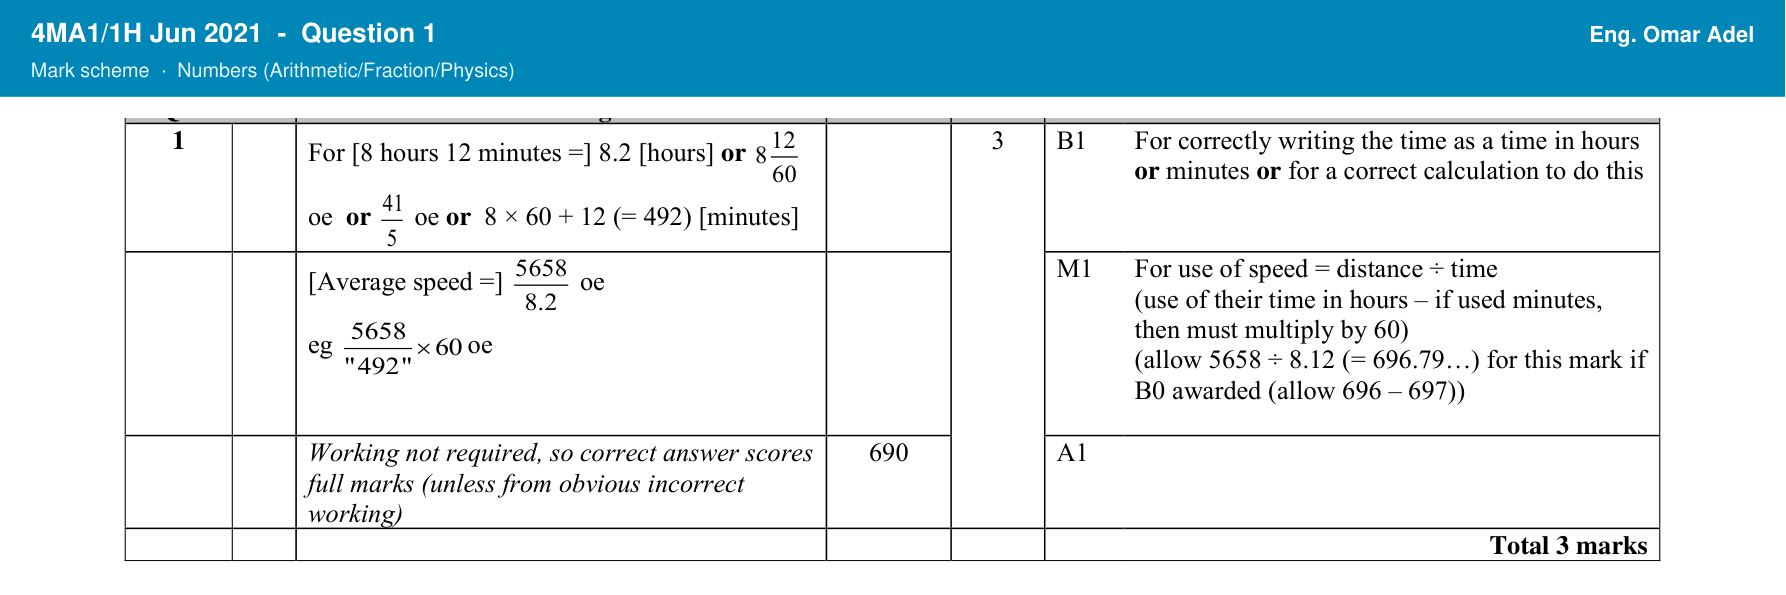 4MA1/1H Jun 2021 - Question 1
Eng. Omar Adel
Mark scheme · Numbers (Arithmetic/Fraction/Physics)
1
For [8 hours 12 minutes =] 8.2 [hours] or 8 12/60
oe or 41/5 oe or 8 × 60 + 12 (= 492) [minutes]
3
B1
For correctly writing the time as a time in hours
or minutes or for a correct calculation to do this
[Average speed =] 5658/8.2 oe
eg 5658/"492" × 60 oe
M1
For use of speed = distance ÷ time
(use of their time in hours – if used minutes,
then must multiply by 60)
(allow 5658 ÷ 8.12 (= 696.79…) for this mark if
B0 awarded (allow 696 – 697))
Working not required, so correct answer scores
full marks (unless from obvious incorrect
working)
690
A1
Total 3 marks